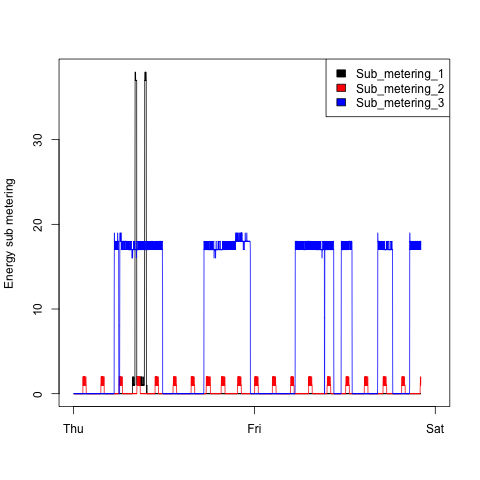 Sub_metering_1
Sub_metering_2
Sub_metering_3
Energy sub metering
30
20
10
0
Thu Fri Sat